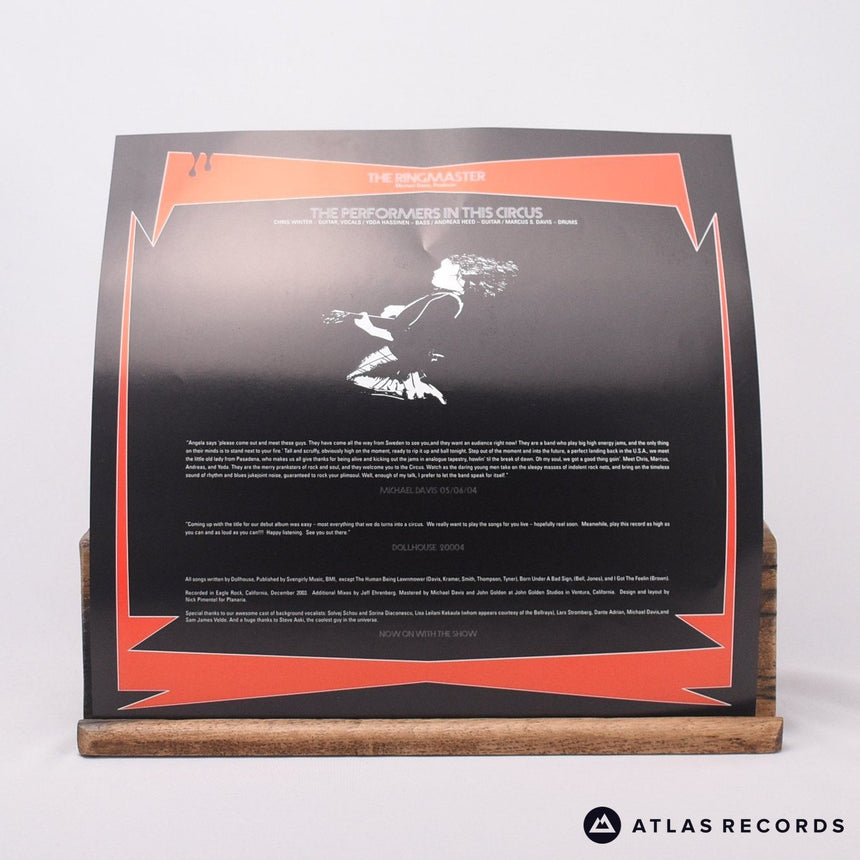 THE RINGMASTER
Michael Davis, Producer
THE PERFORMERS IN THIS CIRCUS
CHRIS WINTER - GUITAR, VOCALS / YODA HASSINEN - BASS / ANDREAS HEED - GUITAR / MARCUS S. DAVIS - DRUMS
"Angela says 'please come out and meet these guys. They have come all the way from Sweden to see you,and they want an audience right now! They are a band who play big high energy jams, and the only thing
on their minds is to stand next to your fire.' Tall and scruffy, obviously high on the moment, ready to rip it up and ball tonight. Step out of the moment and into the future, a perfect landing back in the U.S.A., we meet
the little old lady from Pasadena, who makes us all give thanks for being alive and kicking out the jams in analogue tapestry, howlin' til the break of dawn. Oh my soul, we got a good thing goin'. Meet Chris, Marcus,
Andreas, and Yoda. They are the merry pranksters of rock and soul, and they welcome you to the Circus. Watch as the daring young men take on the sleepy masses of indolent rock nets, and bring on the timeless
sound of rhythm and blues jukejoint noise, guaranteed to rock your plimsoul. Well, enough of my talk, I prefer to let the band speak for itself."
MICHAEL DAVIS 05/06/04
"Coming up with the title for our debut album was easy – most everything that we do turns into a circus. We really want to play the songs for you live – hopefully real soon. Meanwhile, play this record as high as
you can and as loud as you can!!!! Happy listening. See you out there."
DOLLHOUSE 20004
All songs written by Dollhouse, Published by Svengirly Music, BMI, except The Human Being Lawnmower (Davis, Kramer, Smith, Thompson, Tyner), Born Under A Bad Sign, (Bell, Jones), and I Got The Feelin (Brown)
Recorded in Eagle Rock, California, December 2003. Additional Mixes by Jeff Ehrenberg. Mastered by Michael Davis and John Golden at John Golden Studios in Ventura, California. Design and layout by
Nick Pimentel for Planaria.
Special thanks to our awesome cast of background vocalists: Solvej Schou and Sorina Diaconescu, Lisa Leilani Kekaula (whom appears courtesy of the Bellrays), Lars Stromberg, Dante Adrian, Michael Davis,and
Sam James Velde. And a huge thanks to Steve Aoki, the coolest guy in the universe.
NOW ON WITH THE SHOW
ATLAS RECORDS